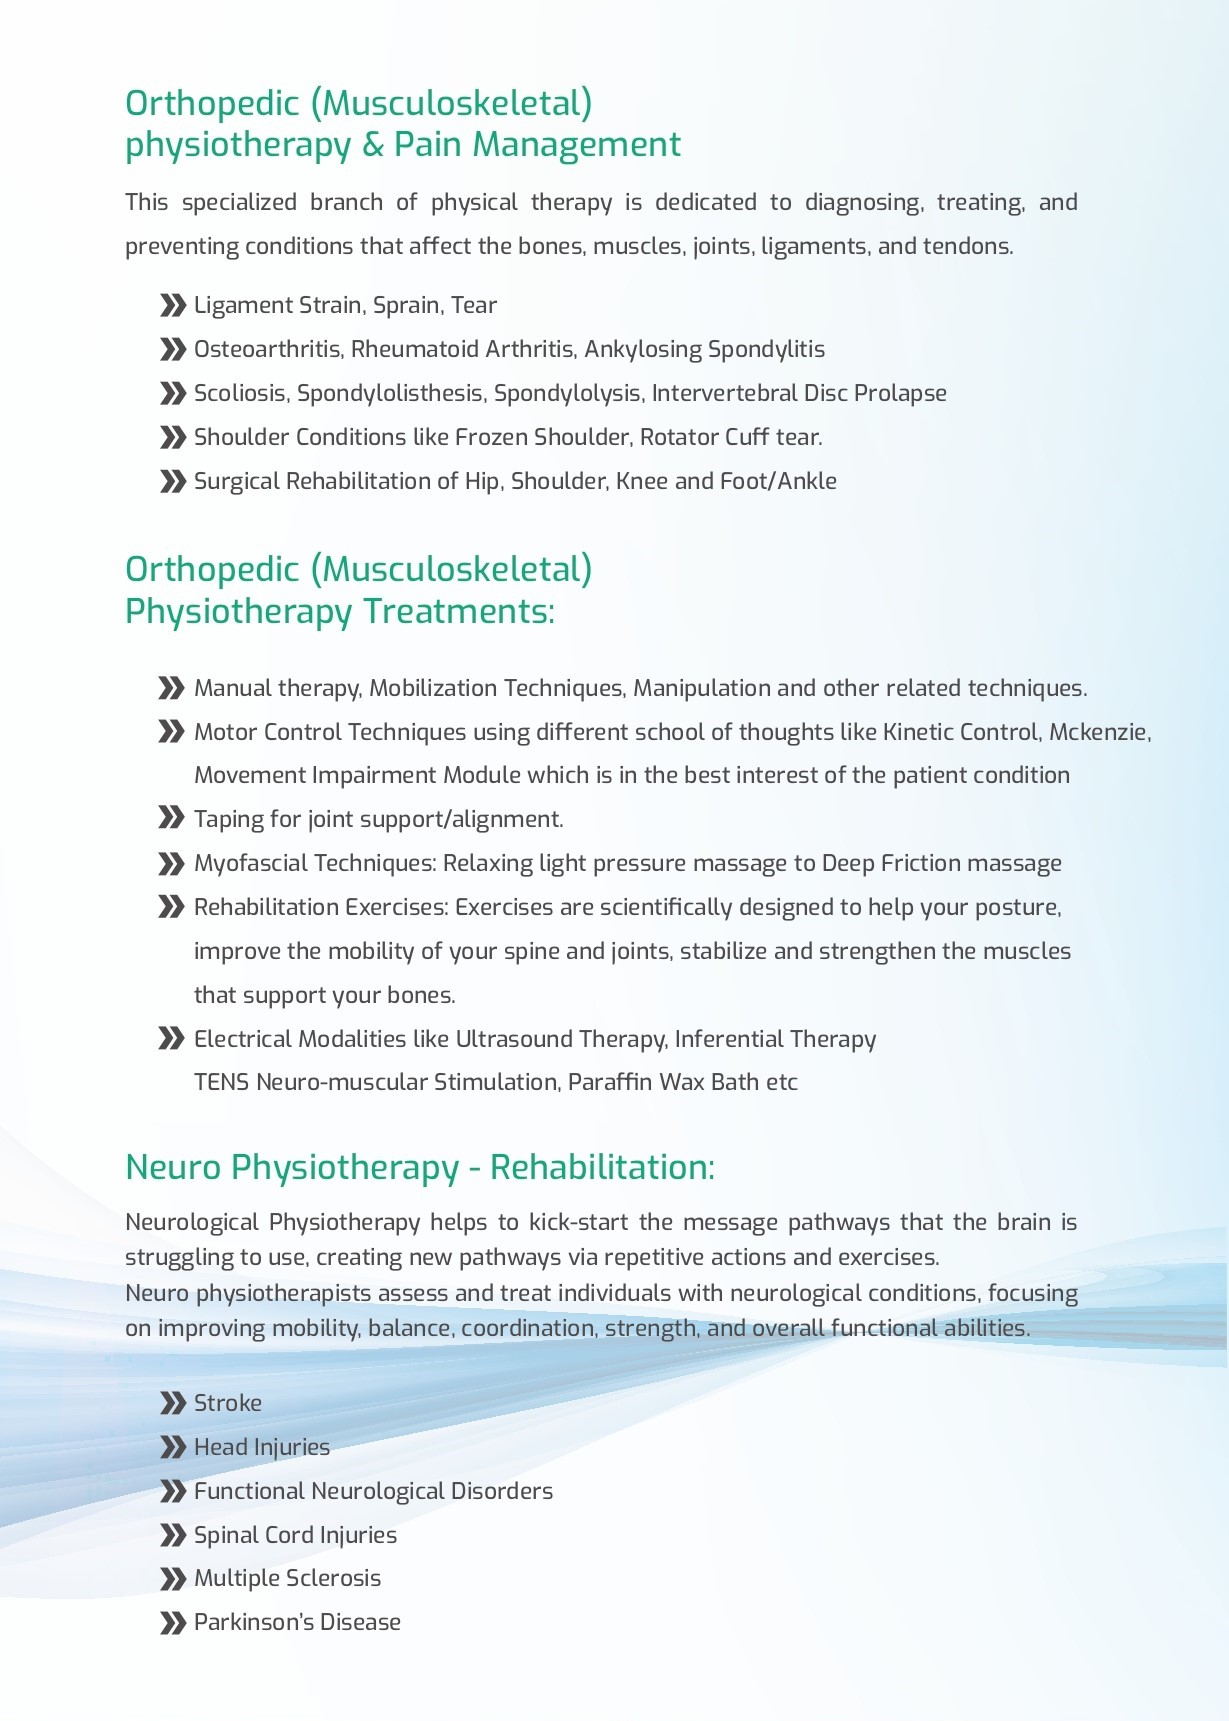 Orthopedic (Musculoskeletal)
physiotherapy & Pain Management
This specialized branch of physical therapy is dedicated to diagnosing, treating, and
preventing conditions that affect the bones, muscles, joints, ligaments, and tendons.
Ligament Strain, Sprain, Tear
Osteoarthritis, Rheumatoid Arthritis, Ankylosing Spondylitis
Scoliosis, Spondylolisthesis, Spondylolysis, Intervertebral Disc Prolapse
Shoulder Conditions like Frozen Shoulder, Rotator Cuff tear.
Surgical Rehabilitation of Hip, Shoulder, Knee and Foot/Ankle
Orthopedic (Musculoskeletal)
Physiotherapy Treatments:
Manual therapy, Mobilization Techniques, Manipulation and other related techniques.
Motor Control Techniques using different school of thoughts like Kinetic Control, Mckenzie,
Movement Impairment Module which is in the best interest of the patient condition
Taping for joint support/alignment.
Myofascial Techniques: Relaxing light pressure massage to Deep Friction massage
Rehabilitation Exercises: Exercises are scientifically designed to help your posture,
improve the mobility of your spine and joints, stabilize and strengthen the muscles
that support your bones.
Electrical Modalities like Ultrasound Therapy, Inferential Therapy
TENS Neuro-muscular Stimulation, Paraffin Wax Bath etc
Neuro Physiotherapy - Rehabilitation:
Neurological Physiotherapy helps to kick-start the message pathways that the brain is
struggling to use, creating new pathways via repetitive actions and exercises.
Neuro physiotherapists assess and treat individuals with neurological conditions, focusing
on improving mobility, balance, coordination, strength, and overall functional abilities.
Stroke
Head Injuries
Functional Neurological Disorders
Spinal Cord Injuries
Multiple Sclerosis
Parkinson's Disease